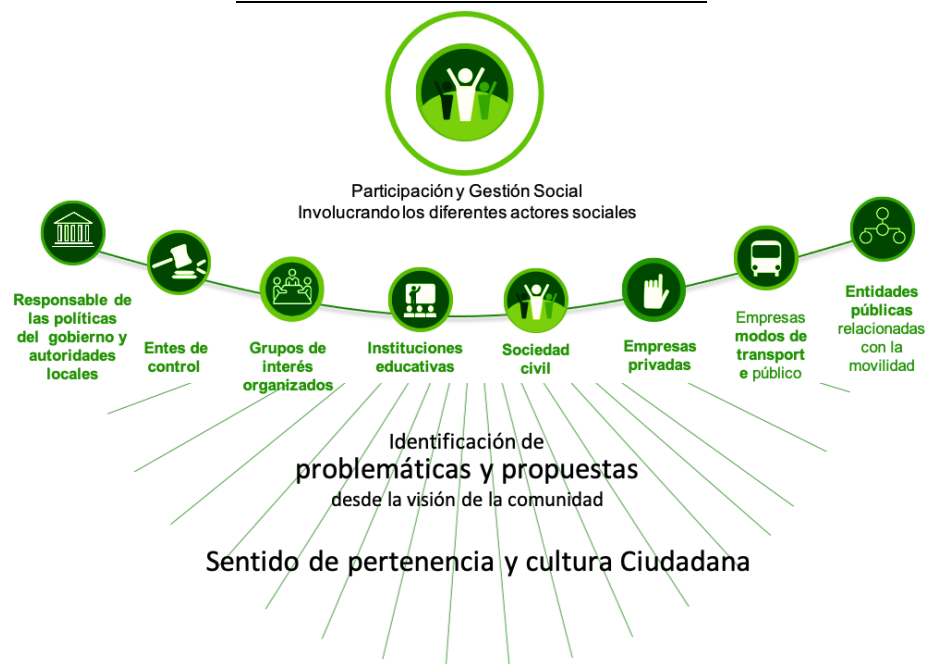 Participación y Gestión Social
Involucrando los diferentes actores sociales
Responsable de
las políticas
del gobierno y
autoridades
locales
Entes de
control
Grupos de
interés
organizados
Instituciones
educativas
Sociedad
civil
Empresas
privadas
Empresas
modos de
transport
e público
Entidades
públicas
relacionadas
con la
movilidad
Identificación de
problemáticas y propuestas
desde la visión de la comunidad
Sentido de pertenencia y cultura Ciudadana